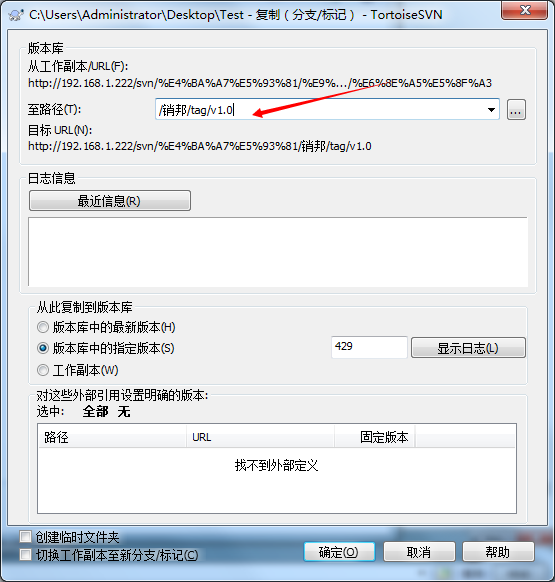 C:\Users\Administrator\Desktop\Test - 复制（分支/标记）- TortoiseSVN
版本库
从工作副本/URL(F):
http://192.168.1.222/svn/%E4%BA%A7%E5%93%81/%E9%.../%E6%8E%A5%E5%8F%A3
至路径(T):
/销邦/tag/v1.0
...
目标 URL(N):
http://192.168.1.222/svn/%E4%BA%A7%E5%93%81/销邦/tag/v1.0
日志信息
最近信息(R)
从此复制到版本库
版本库中的最新版本(H)
版本库中的指定版本(S)
429
显示日志(L)
工作副本(W)
对这些外部引用设置明确的版本:
选中: 全部 无
路径 URL 固定版本
找不到外部定义
创建临时文件夹
切换工作副本至新分支/标记(C)
确定(O) 取消 帮助